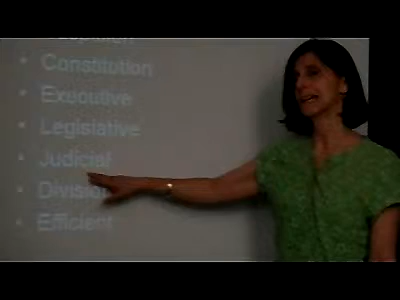 • Constitution
• Executive
• Legislative
• Judicial
• Division
• Efficient